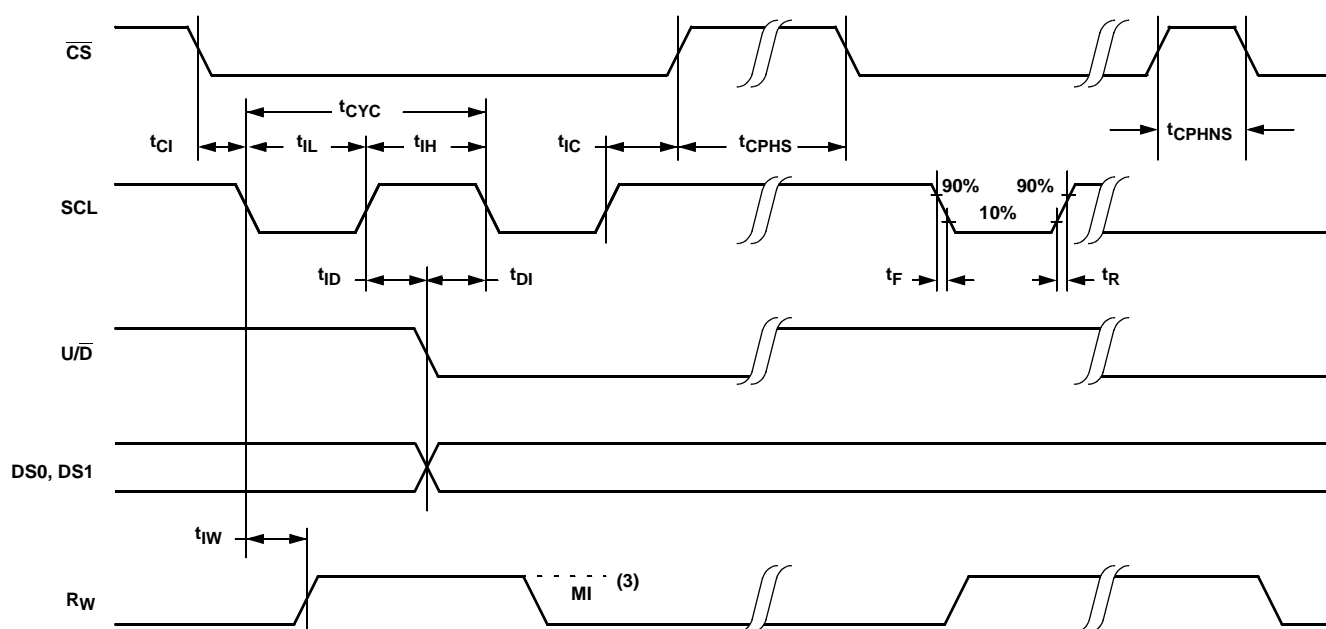 C̅S̅
tCYC
tCI
tIL
tIH
tIC
tCPHS
tCPHNS
SCL
90%
90%
10%
tID
tDI
tF
tR
U/D̅
DS0, DS1
tIW
MI
(3)
RW